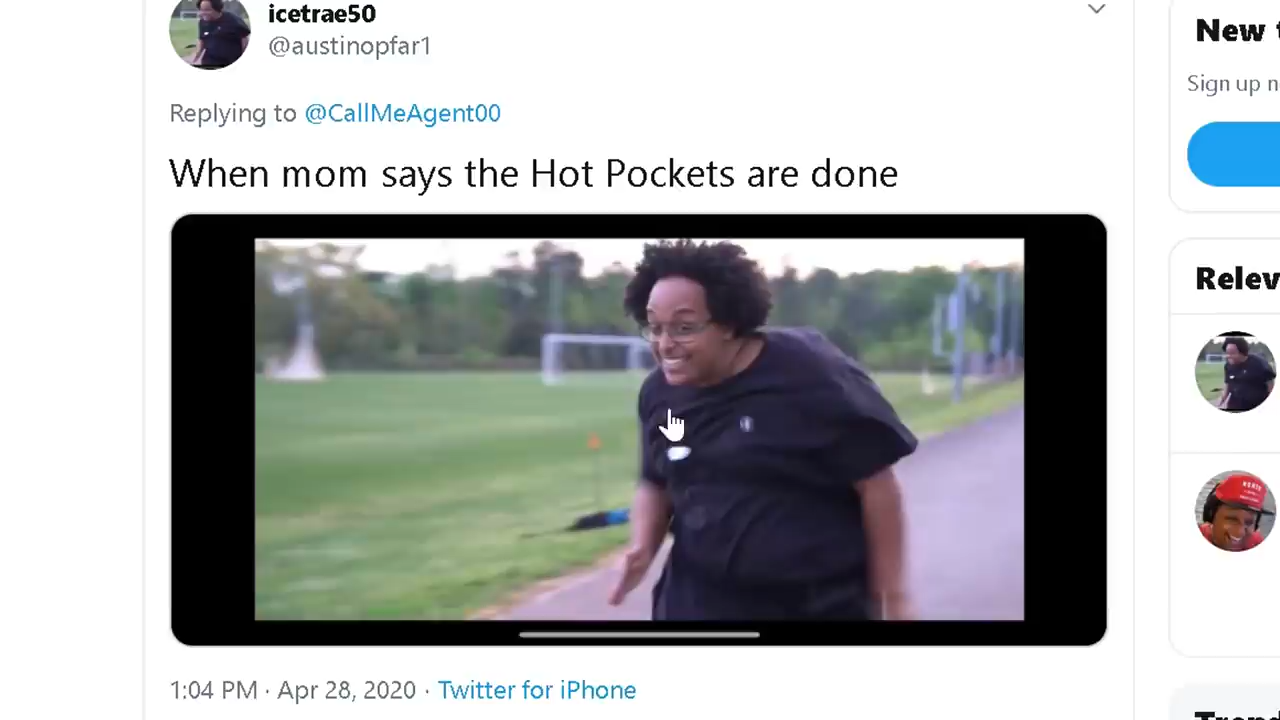 icetrae50
@austinopfar1
Replying to @CallMeAgent00
When mom says the Hot Pockets are done
1:04 PM · Apr 28, 2020 · Twitter for iPhone
New t
Sign up n
Relev
Trend